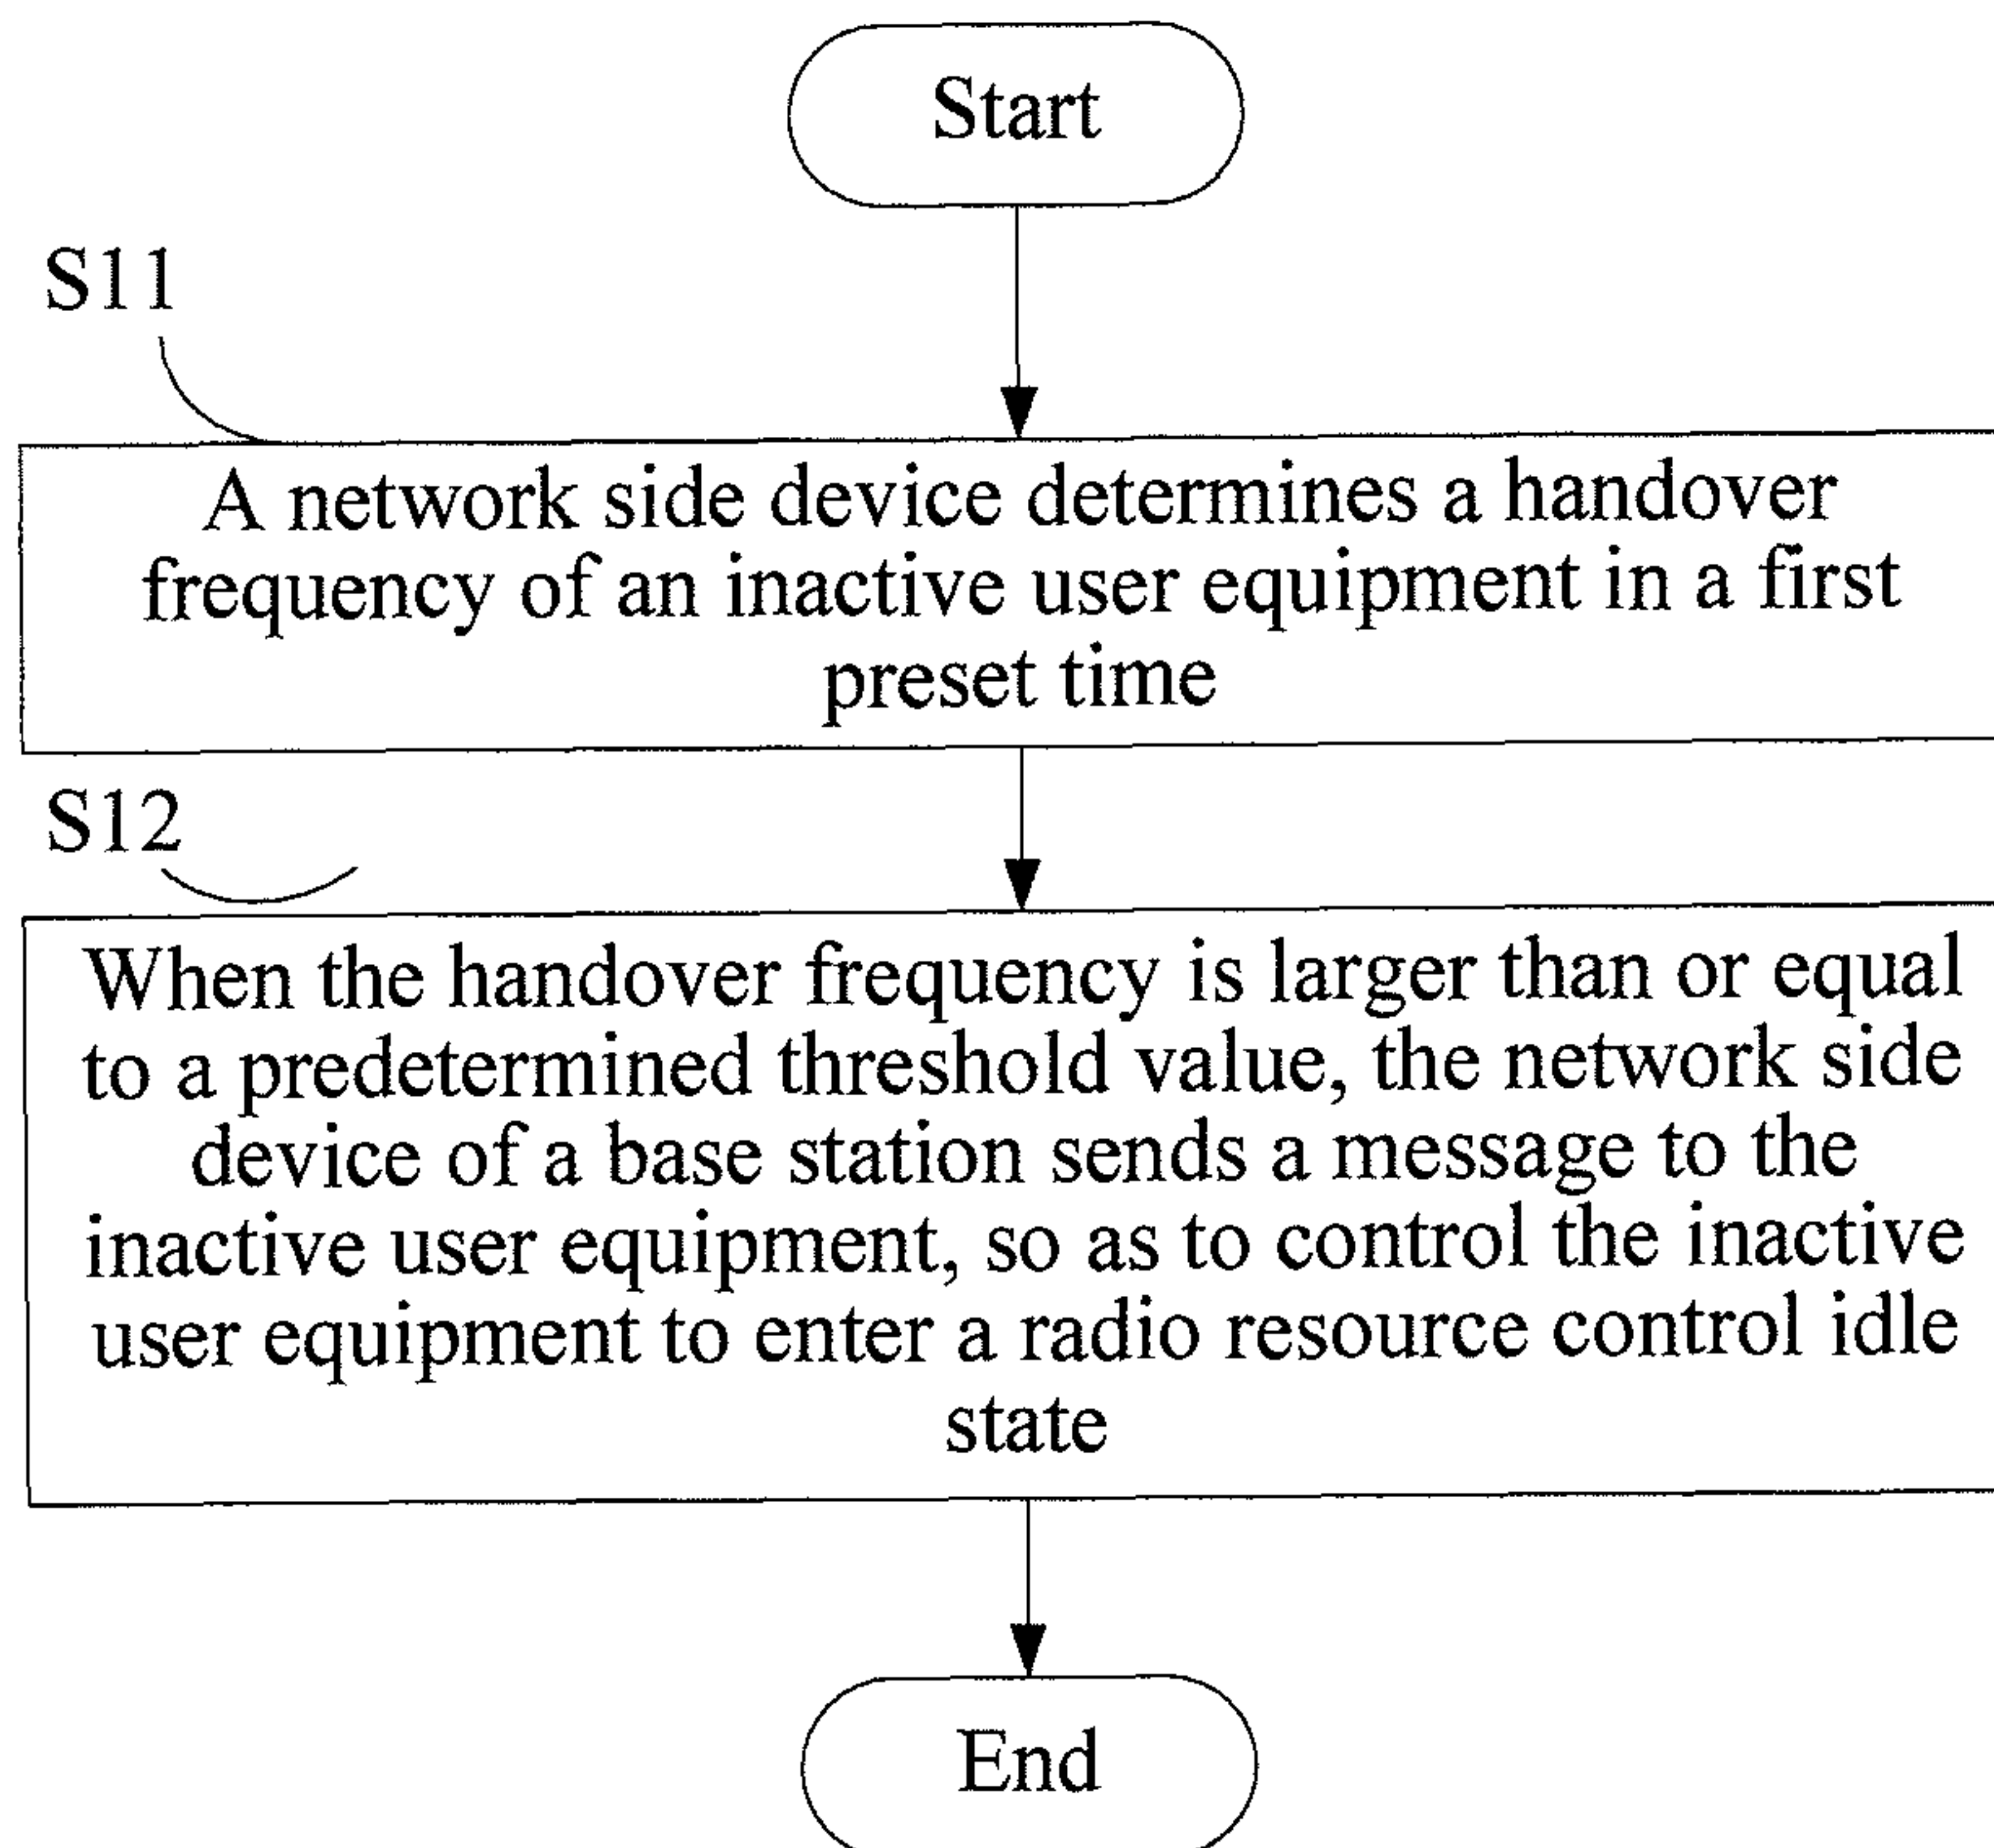 Start
S11
A network side device determines a handover
frequency of an inactive user equipment in a first
preset time
S12
When the handover frequency is larger than or equal
to a predetermined threshold value, the network side
device of a base station sends a message to the
inactive user equipment, so as to control the inactive
user equipment to enter a radio resource control idle
state
End